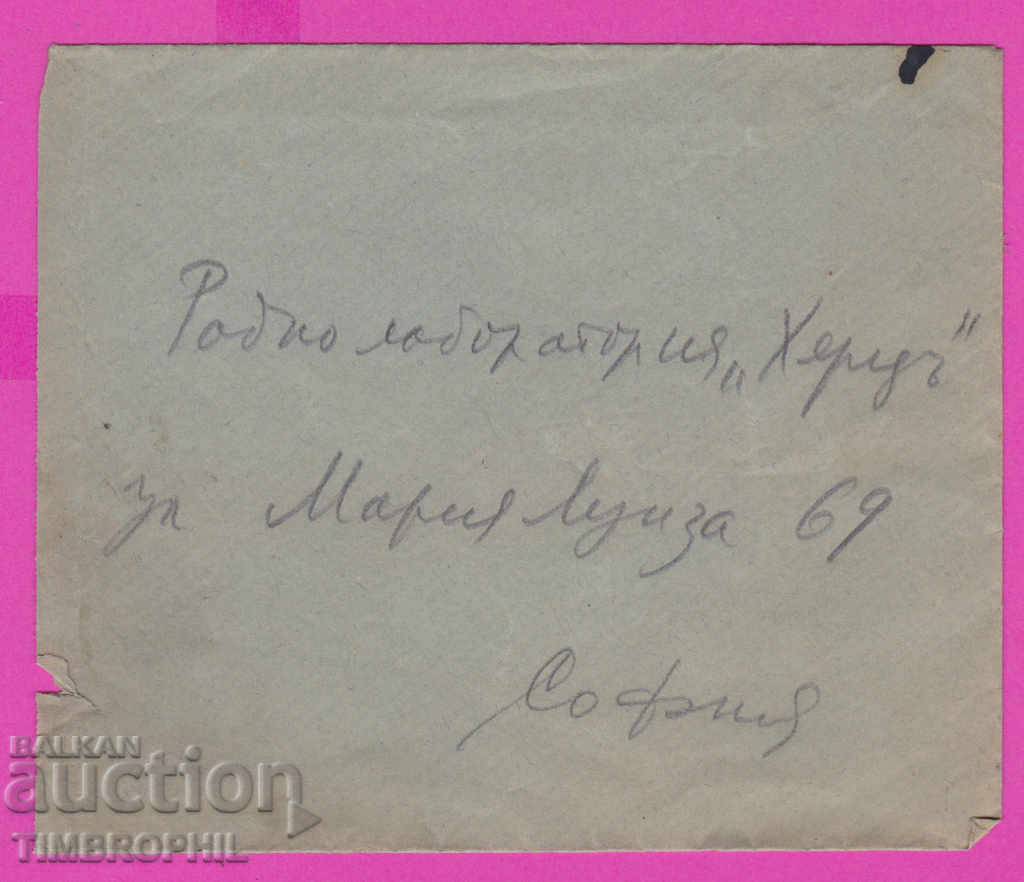 Радио лаборатория „Херцъ"
ул Мария Луиза 69
София
BALKAN
auction
TIMBROPHIL